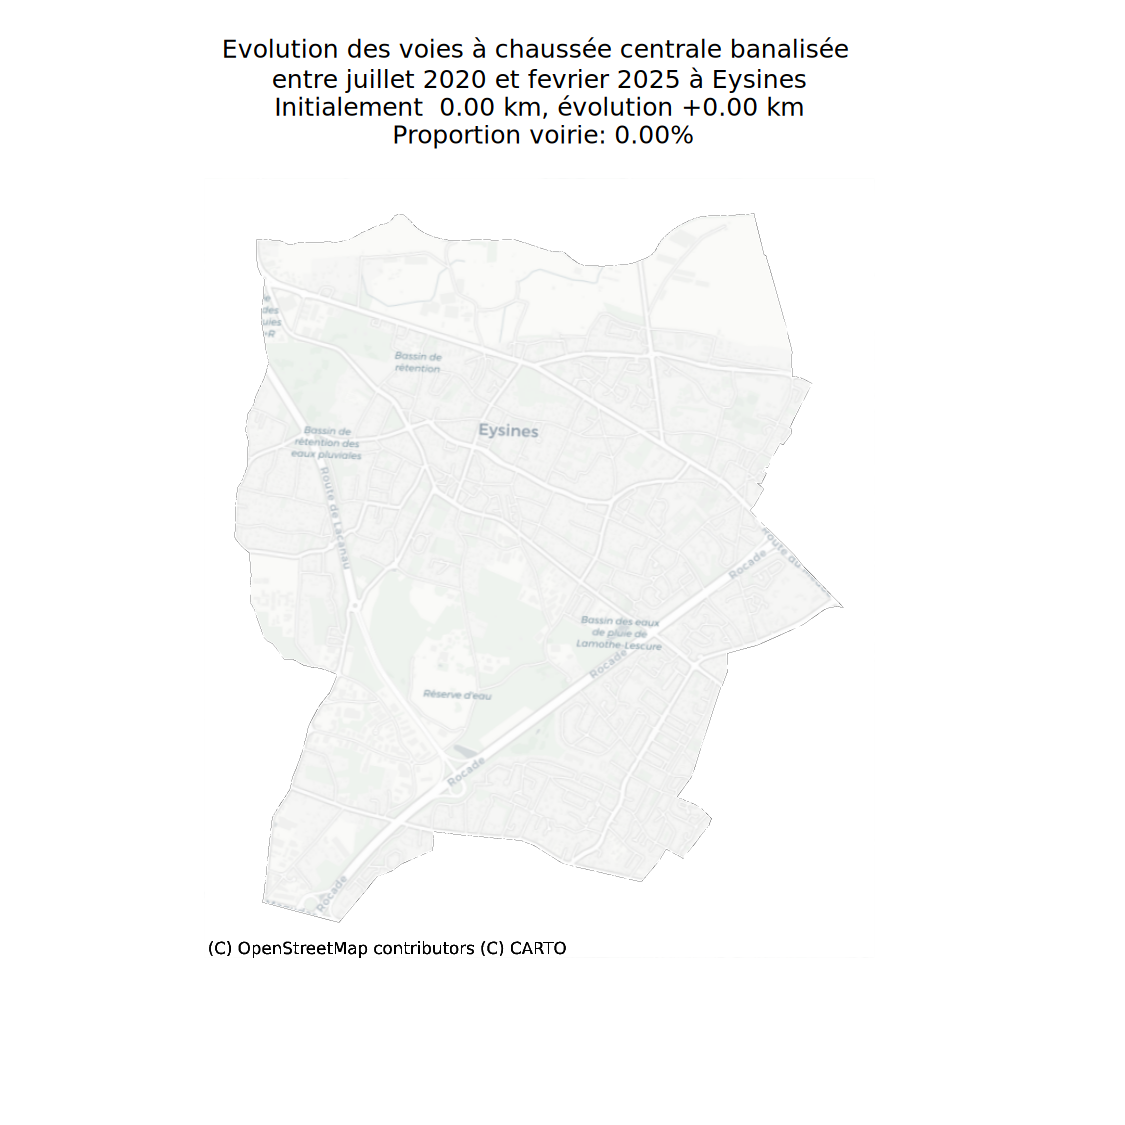 Evolution des voies à chaussée centrale banalisée
entre juillet 2020 et fevrier 2025 à Eysines
Initialement  0.00 km, évolution +0.00 km
Proportion voirie: 0.00%
e
des
uies
+R
Bassin de
rétention
Eysines
Bassin de
rétention des
eaux pluviales
Route de Lacanau
Route du
Rocade
Bassin des eaux
de pluie de
Lamothe-Lescure
Rocade
Réserve d'eau
Rocade
Rocade
(C) OpenStreetMap contributors (C) CARTO